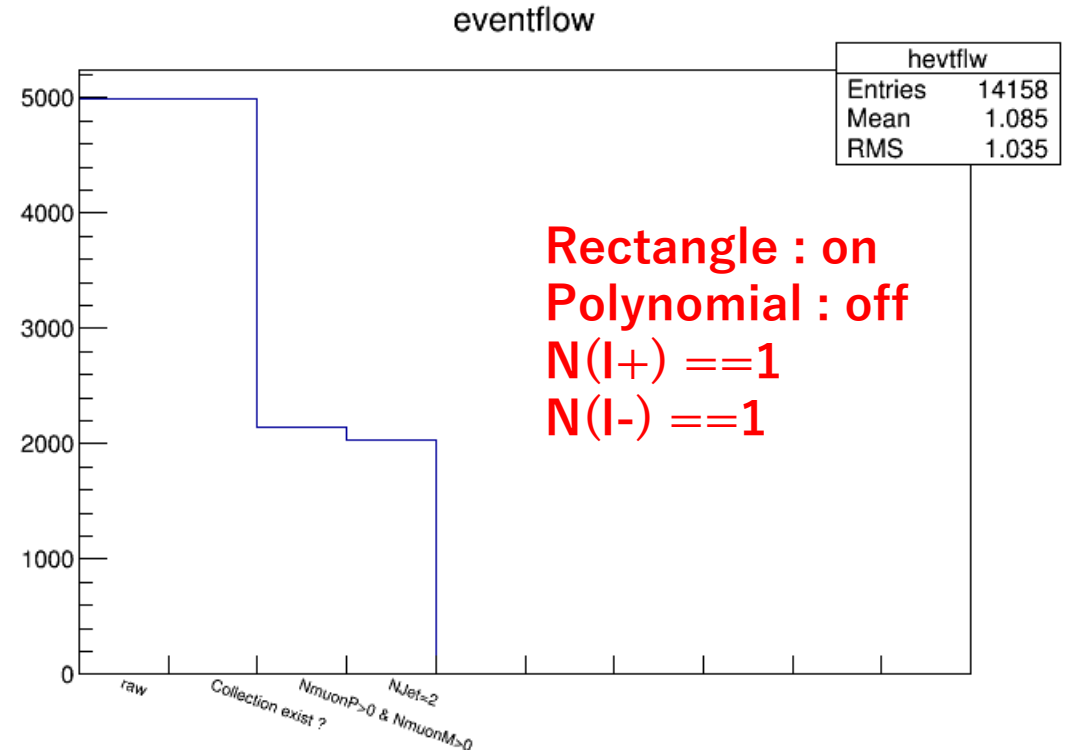 eventflow
hevtflw
Entries 14158
Mean 1.085
RMS 1.035
5000
4000
3000
2000
1000
0
Rectangle : on
Polynomial : off
N(l+) ==1
N(l-) ==1
raw
Collection exist ?
NmuonP>0 & NmuonM>0
NJet=2